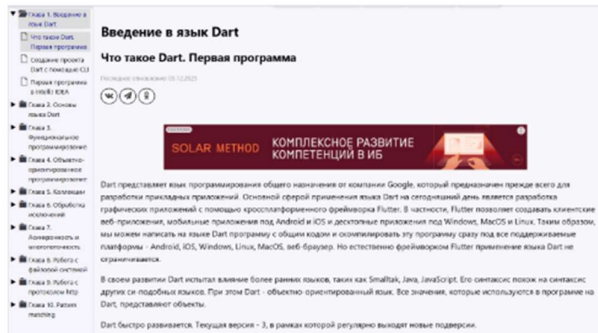 Глава 1. Введение в
язык Dart
Что такое Dart.
Первая программа
Создание проекта
Dart с помощью CLI
Первая программа
в IntelliJ IDEA
Глава 2. Основы
языка Dart
Глава 3.
Функциональное
программирование
Глава 4. Объектно-
ориентированное
программирование
Глава 5. Коллекции
Глава 6. Обработка
исключений
Глава 7.
Асинхронность и
многопоточность
Глава 8. Работа с
файловой системой
Глава 9. Работа с
протоколом http
Глава 10. Pattern
matching
Введение в язык Dart
Что такое Dart. Первая программа
Последнее обновление: 05.12.2023
SOLAR METHOD
КОМПЛЕКСНОЕ РАЗВИТИЕ
КОМПЕТЕНЦИЙ В ИБ
Dart представляет язык программирования общего назначения от компании Google, который предназначен прежде всего для
разработки прикладных приложений. Основной сферой применения языка Dart на сегодняшний день является разработка
графических приложений с помощью кроссплатформенного фреймворка Flutter. В частности, Flutter позволяет создавать клиентские
веб-приложения, мобильные приложения под Android и iOS и десктопные приложения под Windows, MacOS и Linux. Таким образом,
мы можем написать на языке Dart программу с общим кодом и скомпилировать эту программу сразу под все поддерживаемые
платформы - Android, iOS, Windows, Linux, MacOS, веб-браузер. Но естественно фреймворком Flutter применение языка Dart не
ограничивается.
В своем развитии Dart испытал влияние более ранних языков, таких как Smalltak, Java, JavaScript. Его синтаксис похож на синтаксис
других си-подобных языков. При этом Dart - объектно-ориентированный язык. Все значения, которые используются в программе на
Dart, представляют объекты.
Dart быстро развивается. Текущая версия - 3, в рамках которой регулярно выходят новые подверсии.